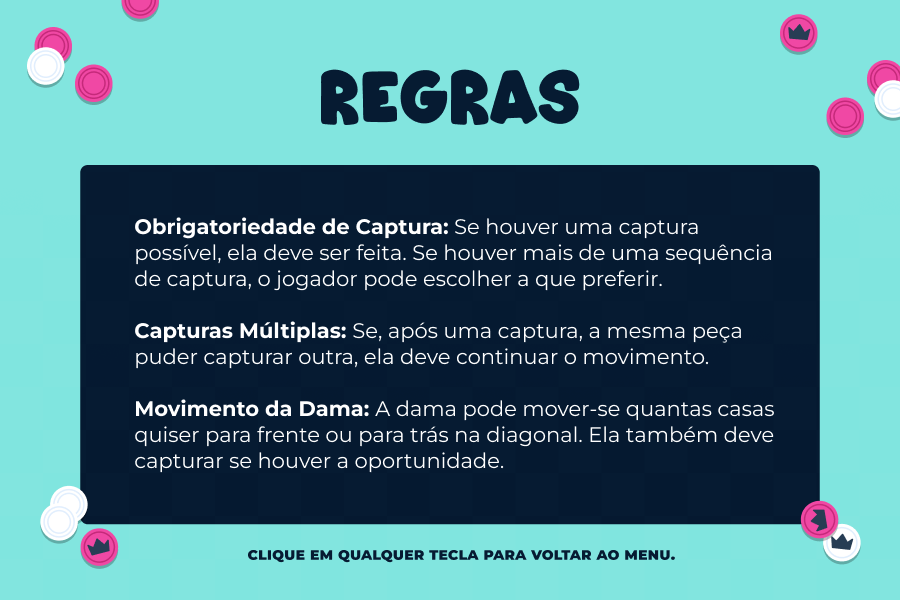 REGRAS
Obrigatoriedade de Captura: Se houver uma captura
possível, ela deve ser feita. Se houver mais de uma sequência
de captura, o jogador pode escolher a que preferir.
Capturas Múltiplas: Se, após uma captura, a mesma peça
puder capturar outra, ela deve continuar o movimento.
Movimento da Dama: A dama pode mover-se quantas casas
quiser para frente ou para trás na diagonal. Ela também deve
capturar se houver a oportunidade.
CLIQUE EM QUALQUER TECLA PARA VOLTAR AO MENU.